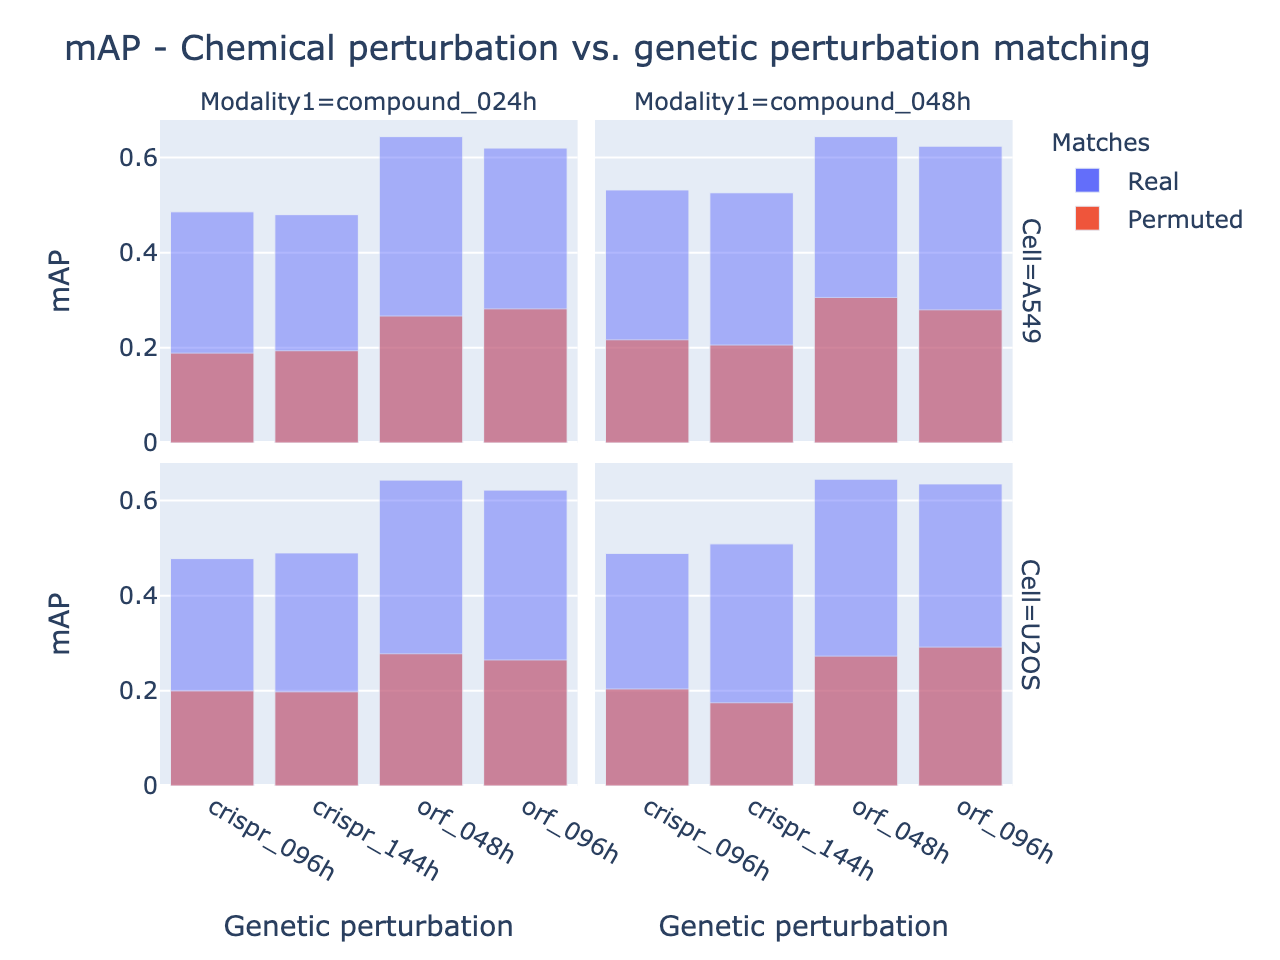 mAP - Chemical perturbation vs. genetic perturbation matching
Modality1=compound_024h
Modality1=compound_048h
Matches
Real
Permuted
mAP
0.6
0.4
0.2
0
Cell=A549
mAP
0.6
0.4
0.2
0
Cell=U2OS
crispr_096h
crispr_144h
orf_048h
orf_096h
crispr_096h
crispr_144h
orf_048h
orf_096h
Genetic perturbation
Genetic perturbation